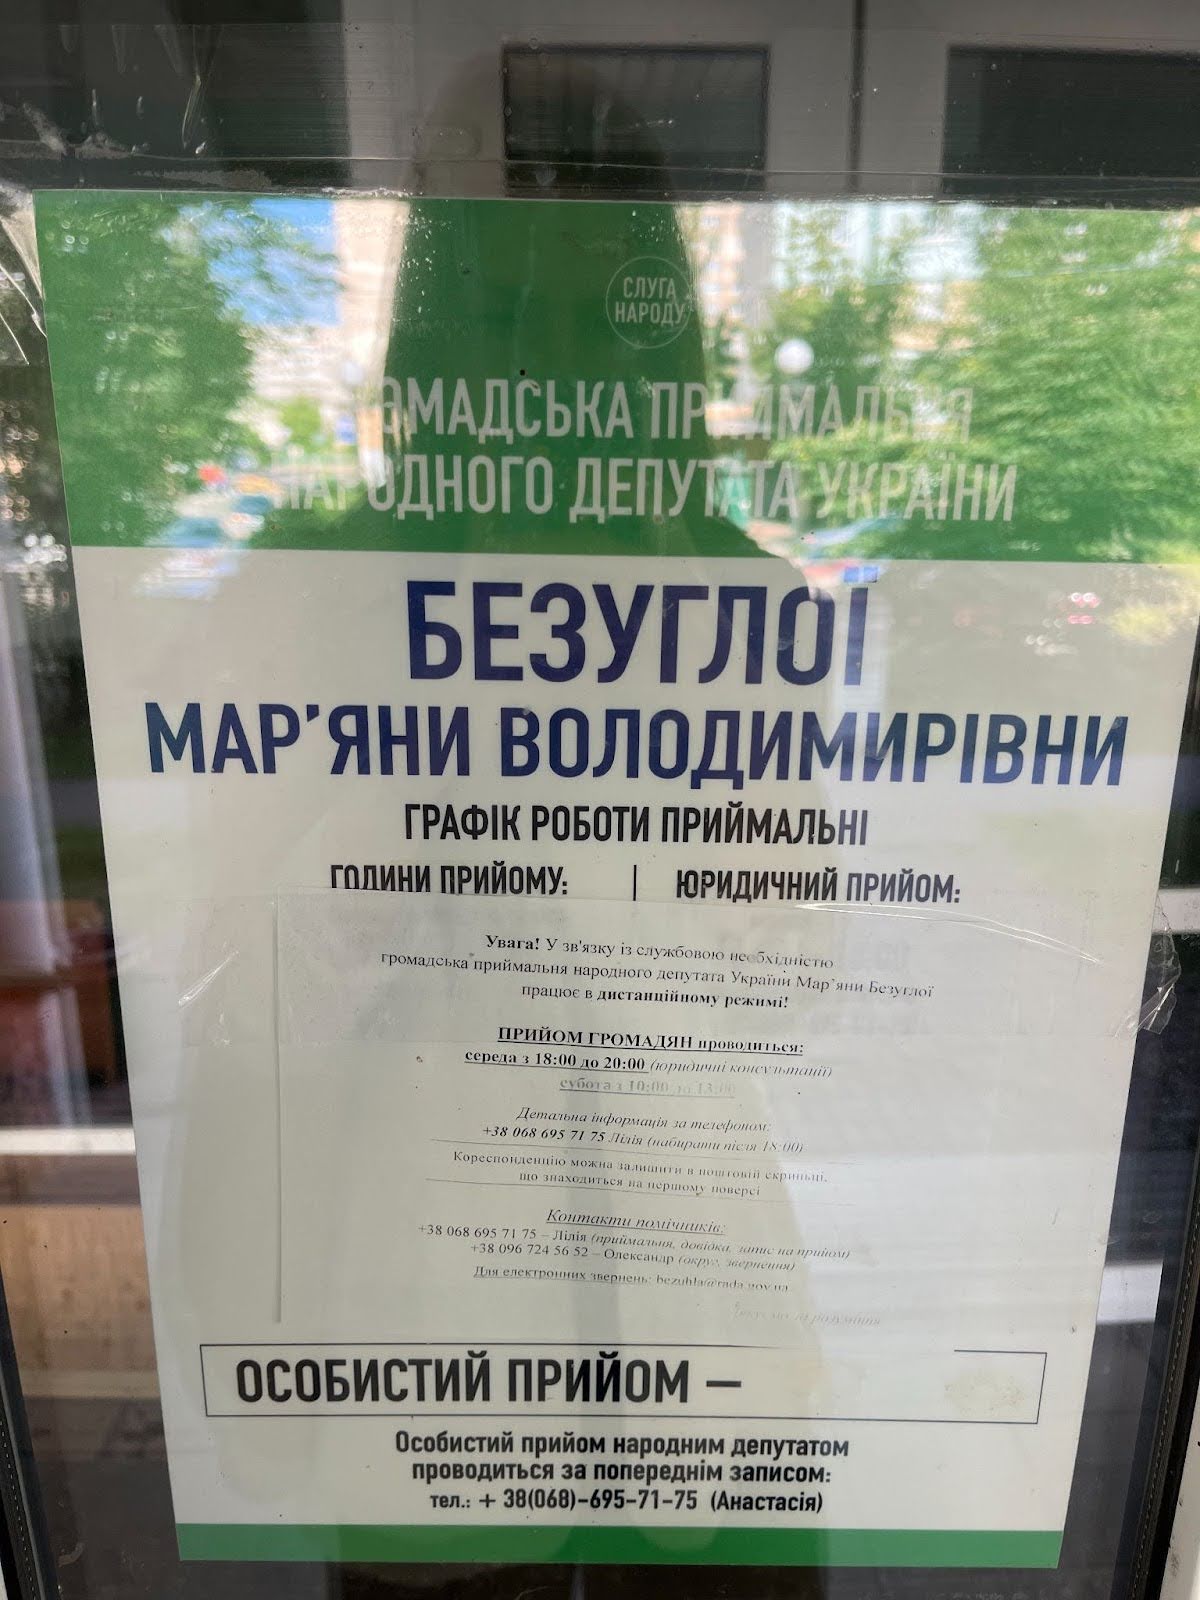 СЛУГА
НАРОДУ
ГРОМАДСЬКА ПРИЙМАЛЬНЯ
НАРОДНОГО ДЕПУТАТА УКРАЇНИ
БЕЗУГЛОЇ
МАР'ЯНИ ВОЛОДИМИРІВНИ
ГРАФІК РОБОТИ ПРИЙМАЛЬНІ
ГОДИНИ ПРИЙОМУ: | ЮРИДИЧНИЙ ПРИЙОМ:
Увага! У зв'язку із службовою необхідністю
громадська приймальня народного депутата України Мар'яни Безуглої
працює в дистанційному режимі!
ПРИЙОМ ГРОМАДЯН проводиться:
середа з 18:00 до 20:00 (юридичні консультації)
субота з 10:00 до 13:00
Детальна інформація за телефоном:
+38 068 695 71 75 Лілія (набирати після 18:00)
Кореспонденцію можна залишити в поштовій скриньці,
що знаходиться на першому поверсі
Контакти помічників:
+38 068 695 71 75 – Лілія (приймальня, довідка, запис на прийом)
+38 096 724 56 52 – Олександр (округ, звернення)
Для електронних звернень: bezuhla@rada.gov.ua
Дякуємо за розуміння
ОСОБИСТИЙ ПРИЙОМ –
Особистий прийом народним депутатом
проводиться за попереднім записом:
тел.: + 38(068)-695-71-75 (Анастасія)